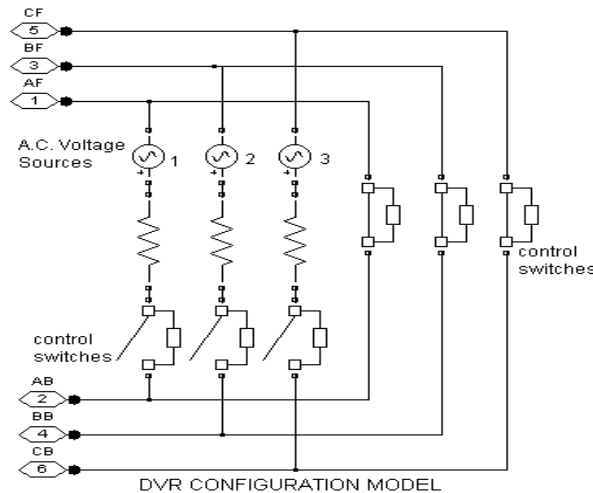 CF
5
BF
3
AF
1
A.C. Voltage
Sources
1
2
3
control
switches
control
switches
AB
2
BB
4
CB
6
DVR CONFIGURATION MODEL